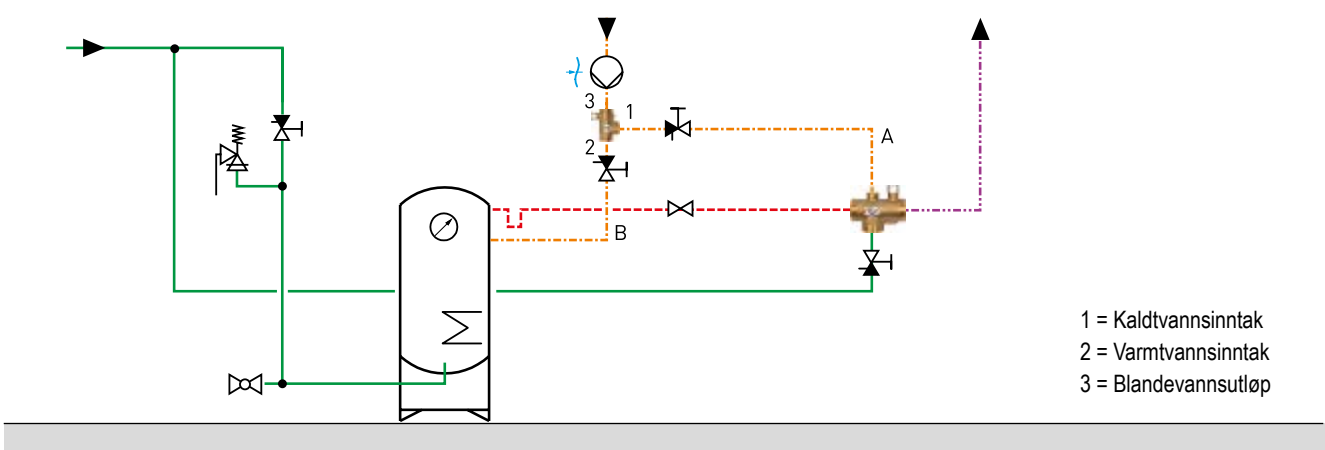 3
1
2
A
B
1 = Kaldtvannsinntak
2 = Varmtvannsinntak
3 = Blandevannsutløp